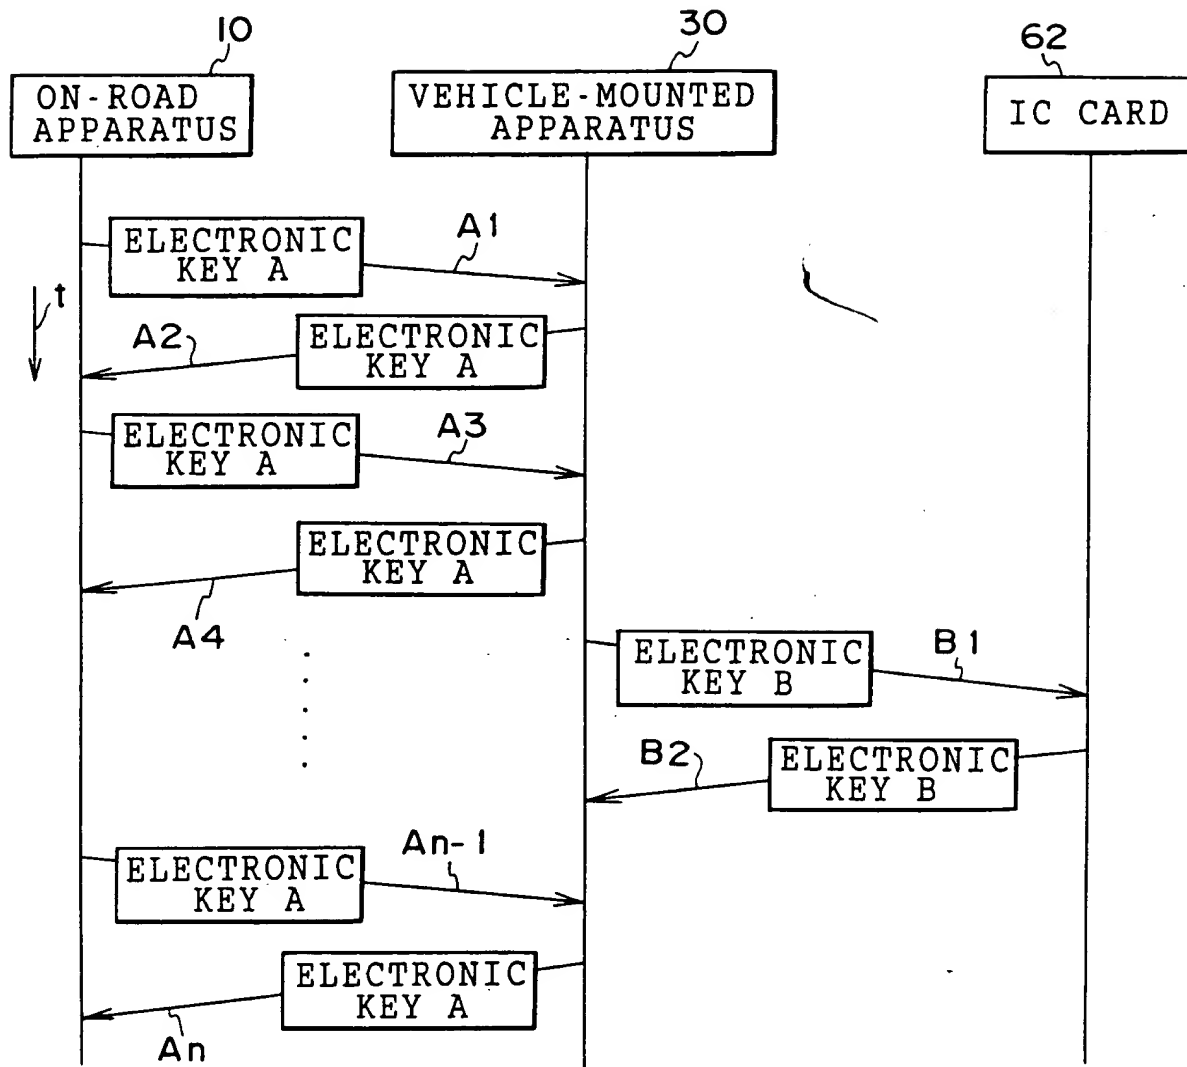 10
30
62
ON-ROAD
APPARATUS
VEHICLE-MOUNTED
APPARATUS
IC CARD
ELECTRONIC
KEY A
A1
t
A2
ELECTRONIC
KEY A
ELECTRONIC
KEY A
A3
ELECTRONIC
KEY A
A4
ELECTRONIC
KEY B
B1
B2
ELECTRONIC
KEY B
ELECTRONIC
KEY A
An-1
ELECTRONIC
KEY A
An